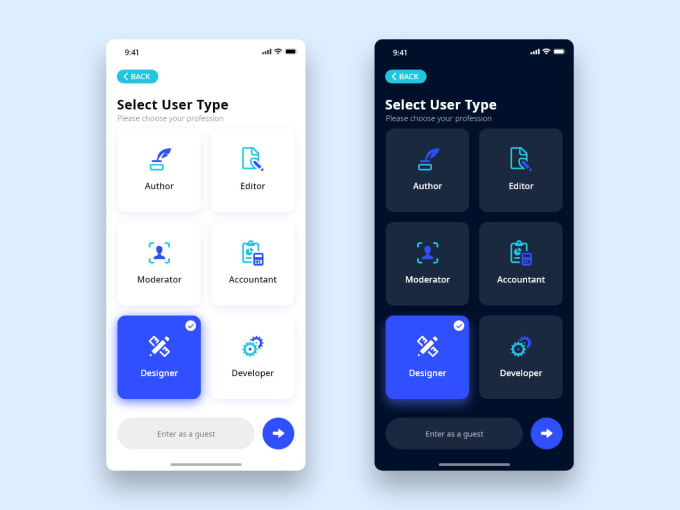 9:41
BACK
Select User Type
Please choose your profession
Author
Editor
Moderator
Accountant
Designer
Developer
Enter as a guest
9:41
BACK
Select User Type
Please choose your profession
Author
Editor
Moderator
Accountant
Designer
Developer
Enter as a guest